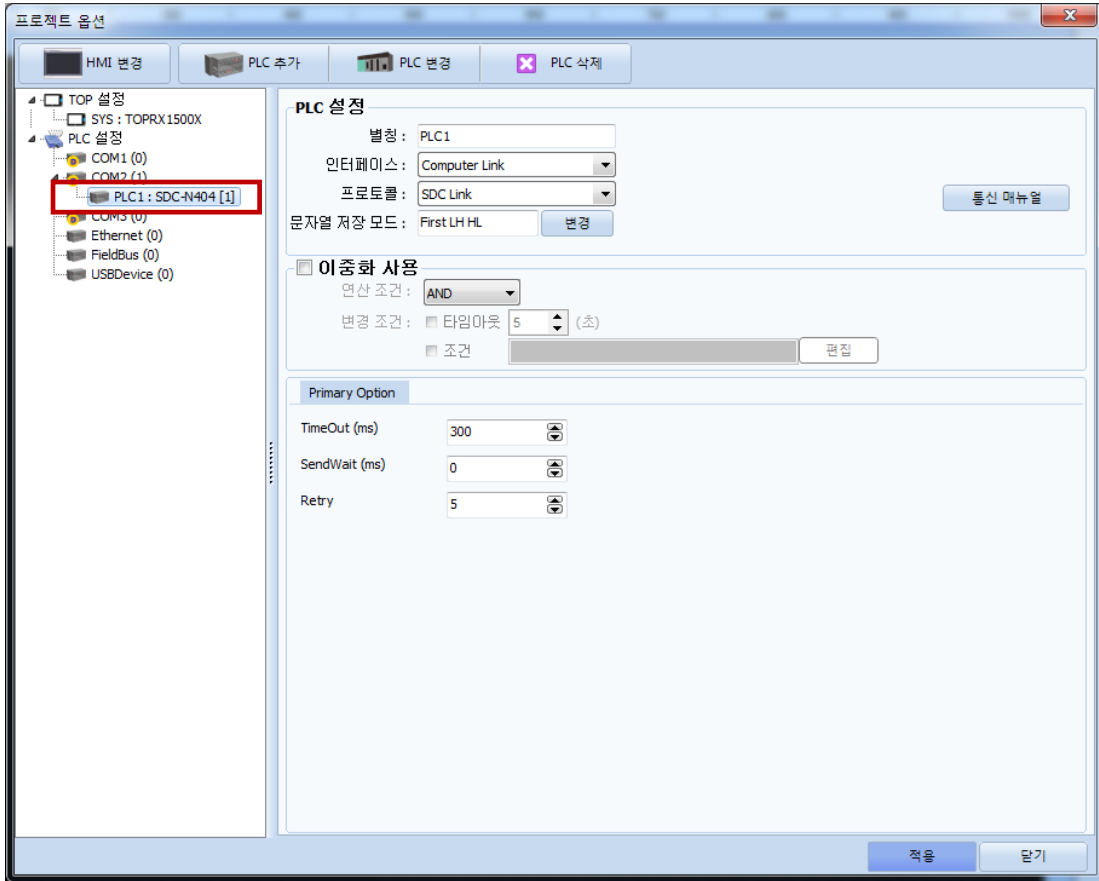 프로젝트 옵션
HMI 변경
PLC 추가
PLC 변경
PLC 삭제
TOP 설정
SYS : TOPRX1500X
PLC 설정
COM1 (0)
COM2 (1)
PLC1 : SDC-N404 [1]
COM3 (0)
Ethernet (0)
FieldBus (0)
USBDevice (0)
PLC 설정
별칭 : PLC1
인터페이스 : Computer Link
프로토콜 : SDC Link
통신 매뉴얼
문자열 저장 모드 : First LH HL 변경
이중화 사용
연산 조건 : AND
변경 조건 : 타임아웃 5 (초)
조건 편집
Primary Option
TimeOut (ms) 300
SendWait (ms) 0
Retry 5
적용 닫기